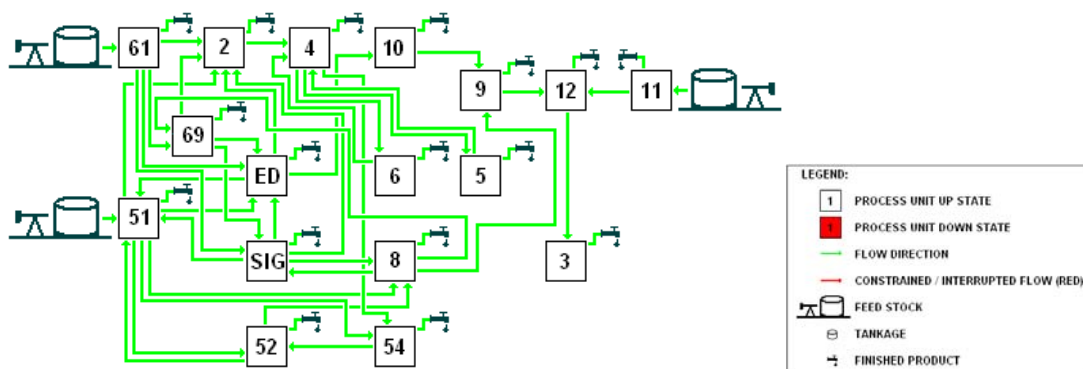 61
2
4
10
9
12
11
69
ED
6
5
51
SIG
8
3
52
54
LEGEND:
1 PROCESS UNIT UP STATE
1 PROCESS UNIT DOWN STATE
FLOW DIRECTION
CONSTRAINED / INTERRUPTED FLOW (RED)
FEED STOCK
TANKAGE
FINISHED PRODUCT